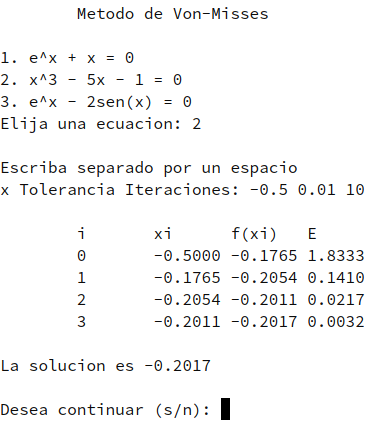 Metodo de Von-Misses
1. e^x + x = 0
2. x^3 - 5x - 1 = 0
3. e^x - 2sen(x) = 0
Elija una ecuacion: 2
Escriba separado por un espacio
x Tolerancia Iteraciones: -0.5 0.01 10
i xi f(xi) E
0 -0.5000 -0.1765 1.8333
1 -0.1765 -0.2054 0.1410
2 -0.2054 -0.2011 0.0217
3 -0.2011 -0.2017 0.0032
La solucion es -0.2017
Desea continuar (s/n):